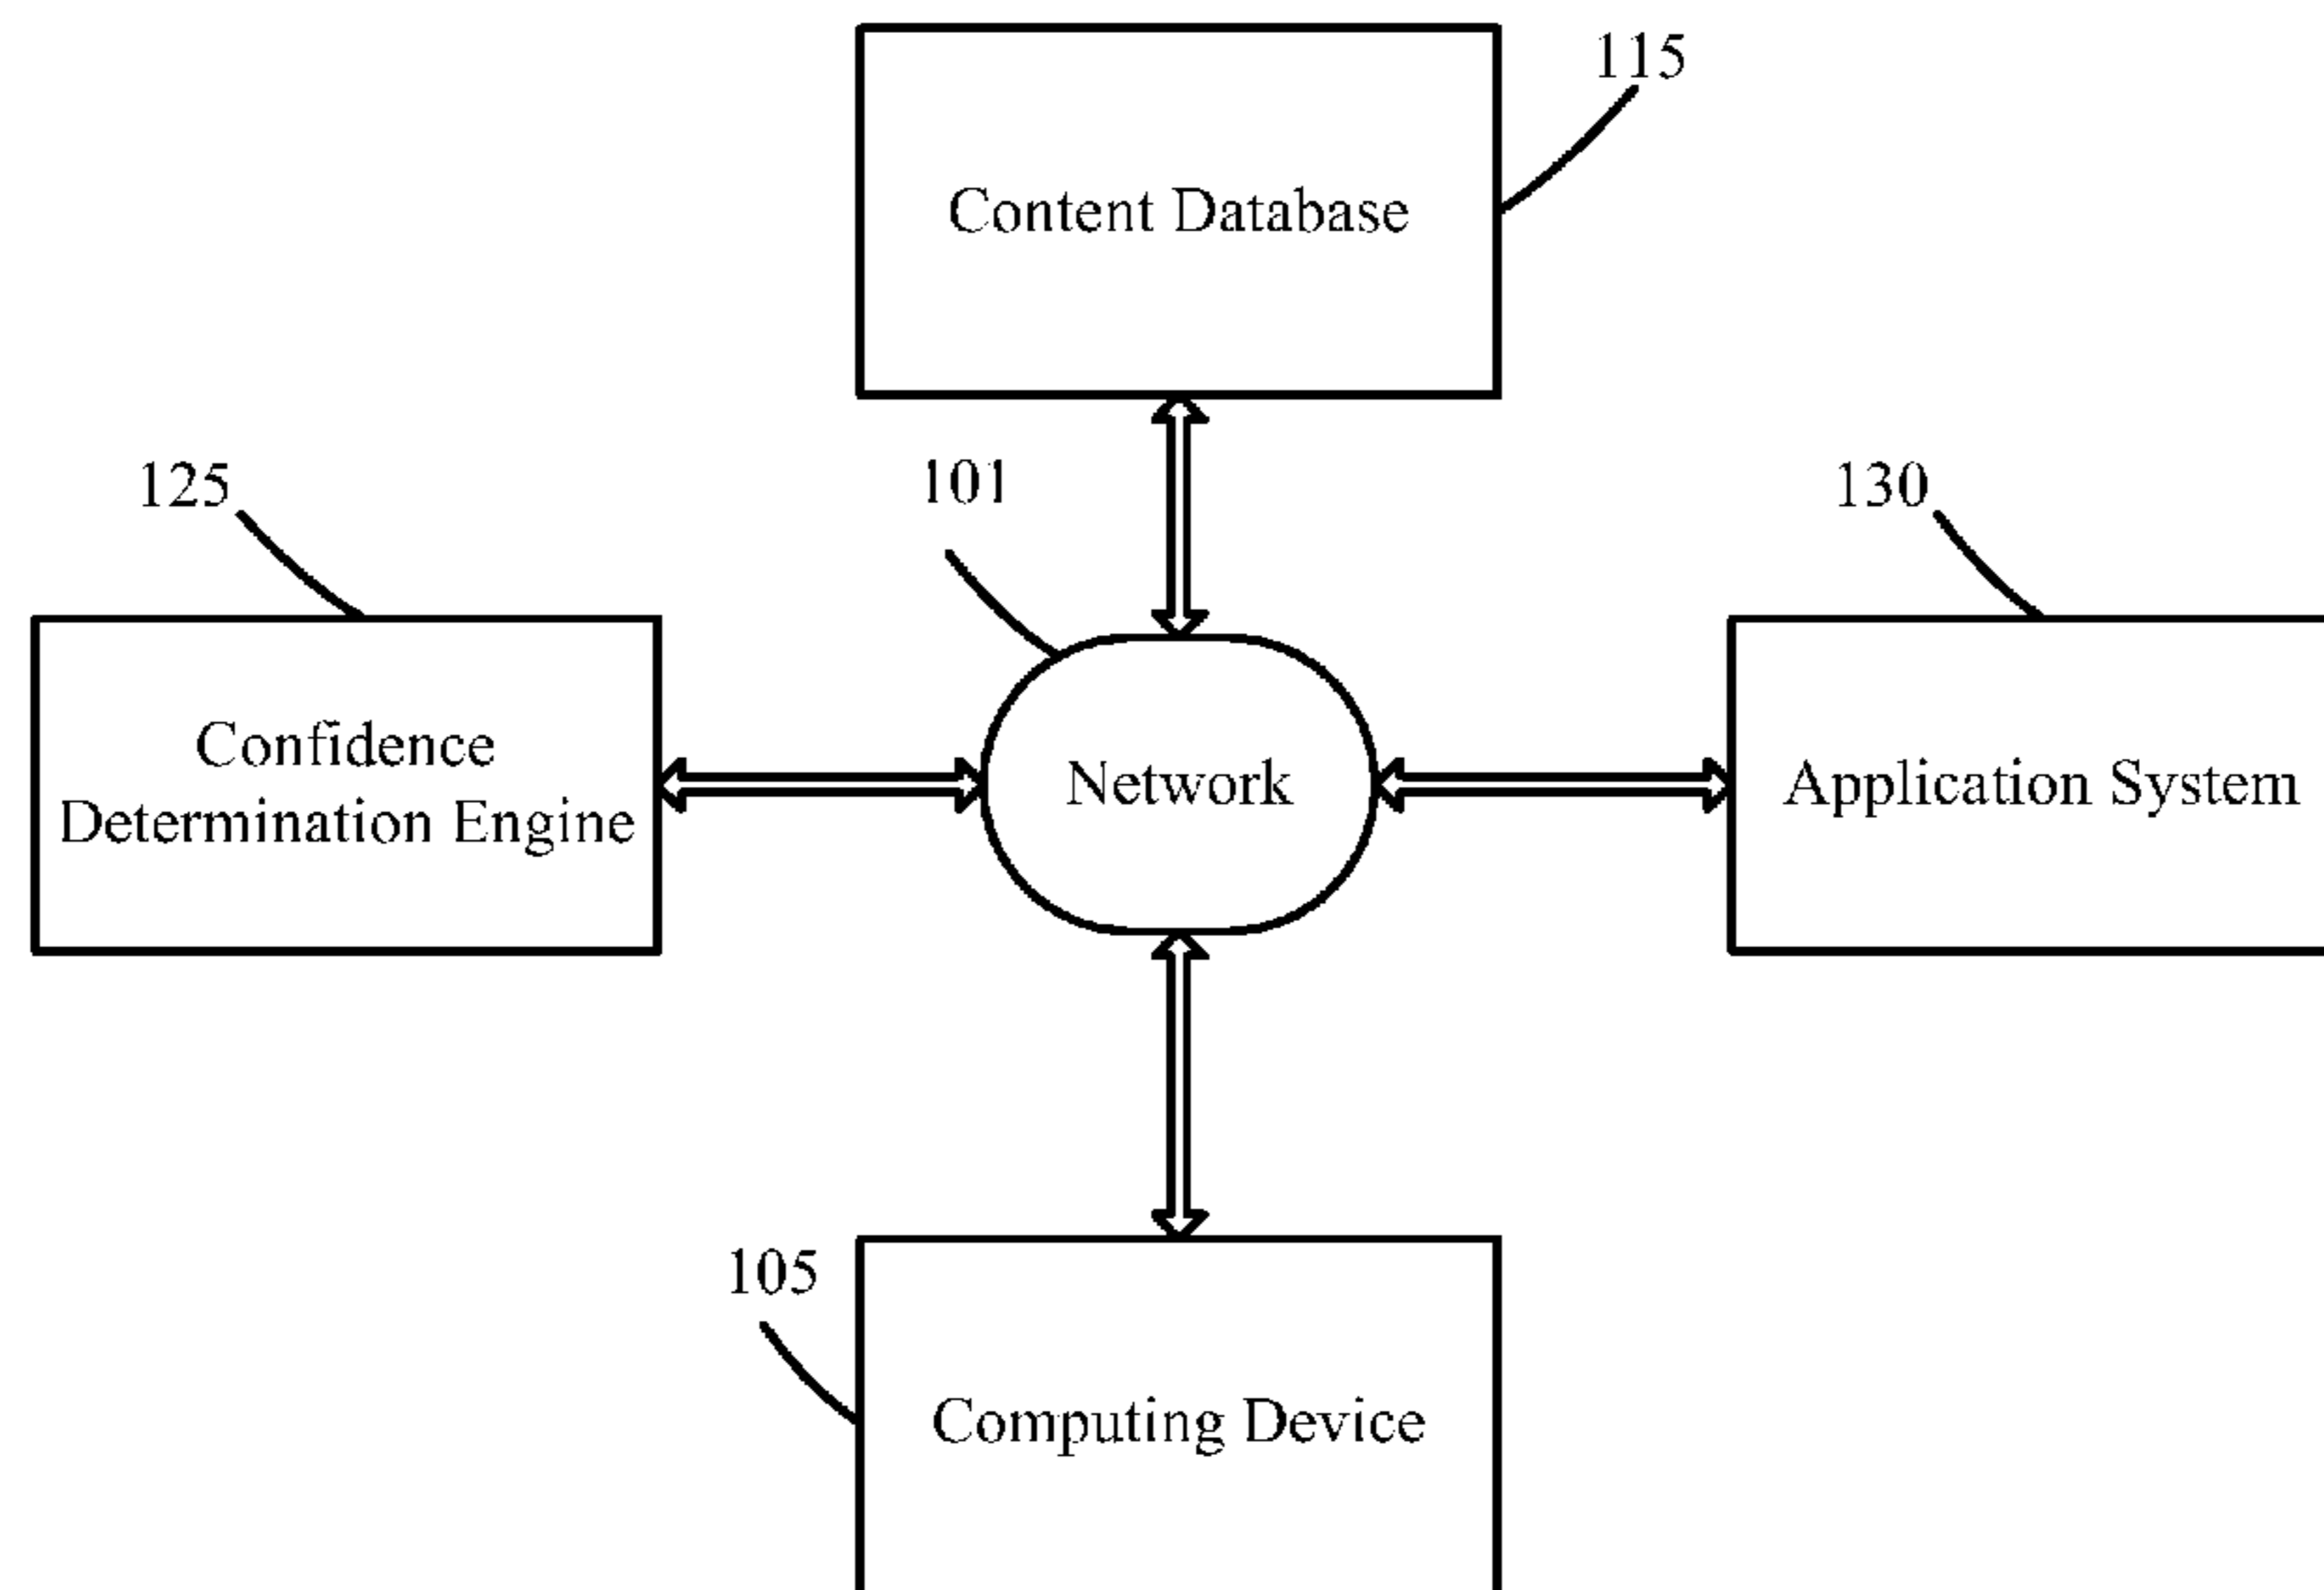 115
Content Database
101
125
130
Confidence
Determination Engine
Network
Application System
105
Computing Device